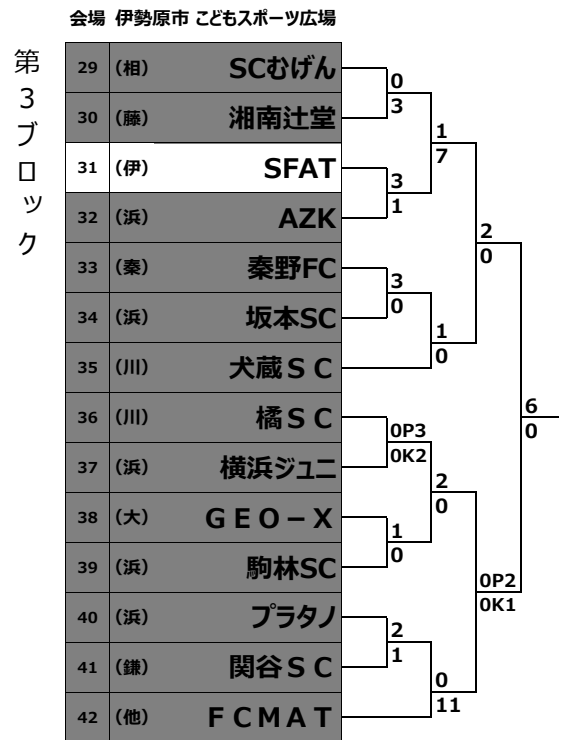 会場 伊勢原市 こどもスポーツ広場
第3ブロック
29 (相) SCむげん
30 (藤) 湘南辻堂
31 (伊) SFAT
32 (浜) AZK
33 (秦) 秦野FC
34 (浜) 坂本SC
35 (川) 犬蔵ＳＣ
36 (川) 橘ＳＣ
37 (浜) 横浜ジュニ
38 (大) ＧＥＯ－Ｘ
39 (浜) 駒林SC
40 (浜) プラタノ
41 (鎌) 関谷ＳＣ
42 (他) ＦＣＭＡＴ
0
3
3
1
3
0
0P3
0K2
1
0
2
1
1
7
1
0
2
0
0
11
2
0
0P2
0K1
6
0